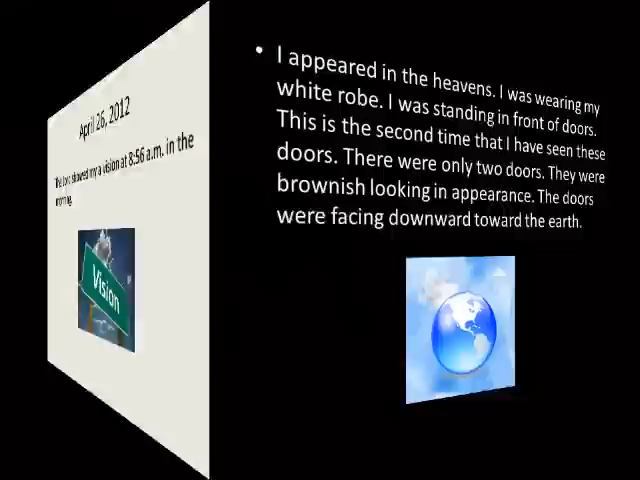 April 26, 2012
The Lord showed my a vision at 8:56 a.m. in the
morning.
Vision
• I appeared in the heavens. I was wearing my
white robe. I was standing in front of doors.
This is the second time that I have seen these
doors. There were only two doors. They were
brownish looking in appearance. The doors
were facing downward toward the earth.